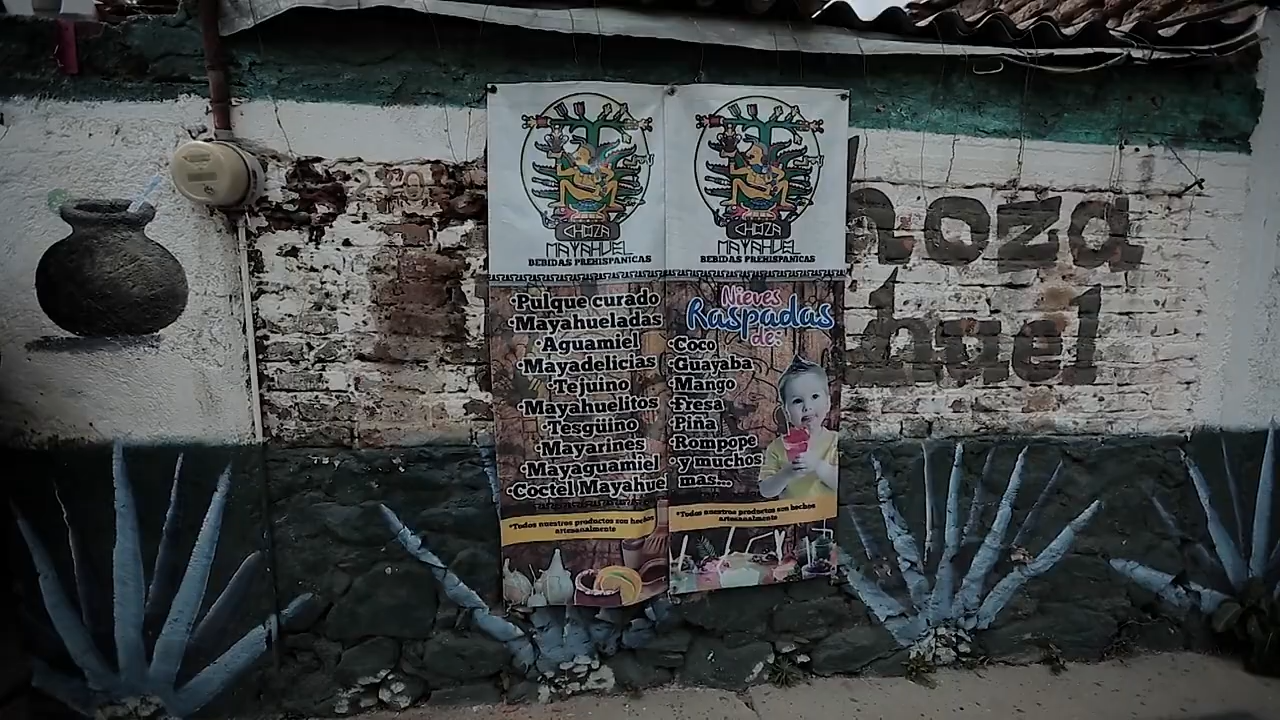 CHOZA
MAYAHUEL
BEBIDAS PREHISPANICAS
•Pulque curado
•Mayahueladas
•Aguamiel
•Mayadelicias
•Tejuino
•Mayahuelitos
•Tesgüino
•Mayarines
•Mayaguamiel
•Coctel Mayahuel
*Todos nuestros productos son hechos
artesanalmente
CHOZA
MAYAHUEL
BEBIDAS PREHISPANICAS
Nieves
Raspadas
de:
•Coco
•Guayaba
•Mango
•Fresa
•Piña
•Rompope
•y muchos
mas...
*Todos nuestros productos son hechos
artesanalmente
hoza
huel